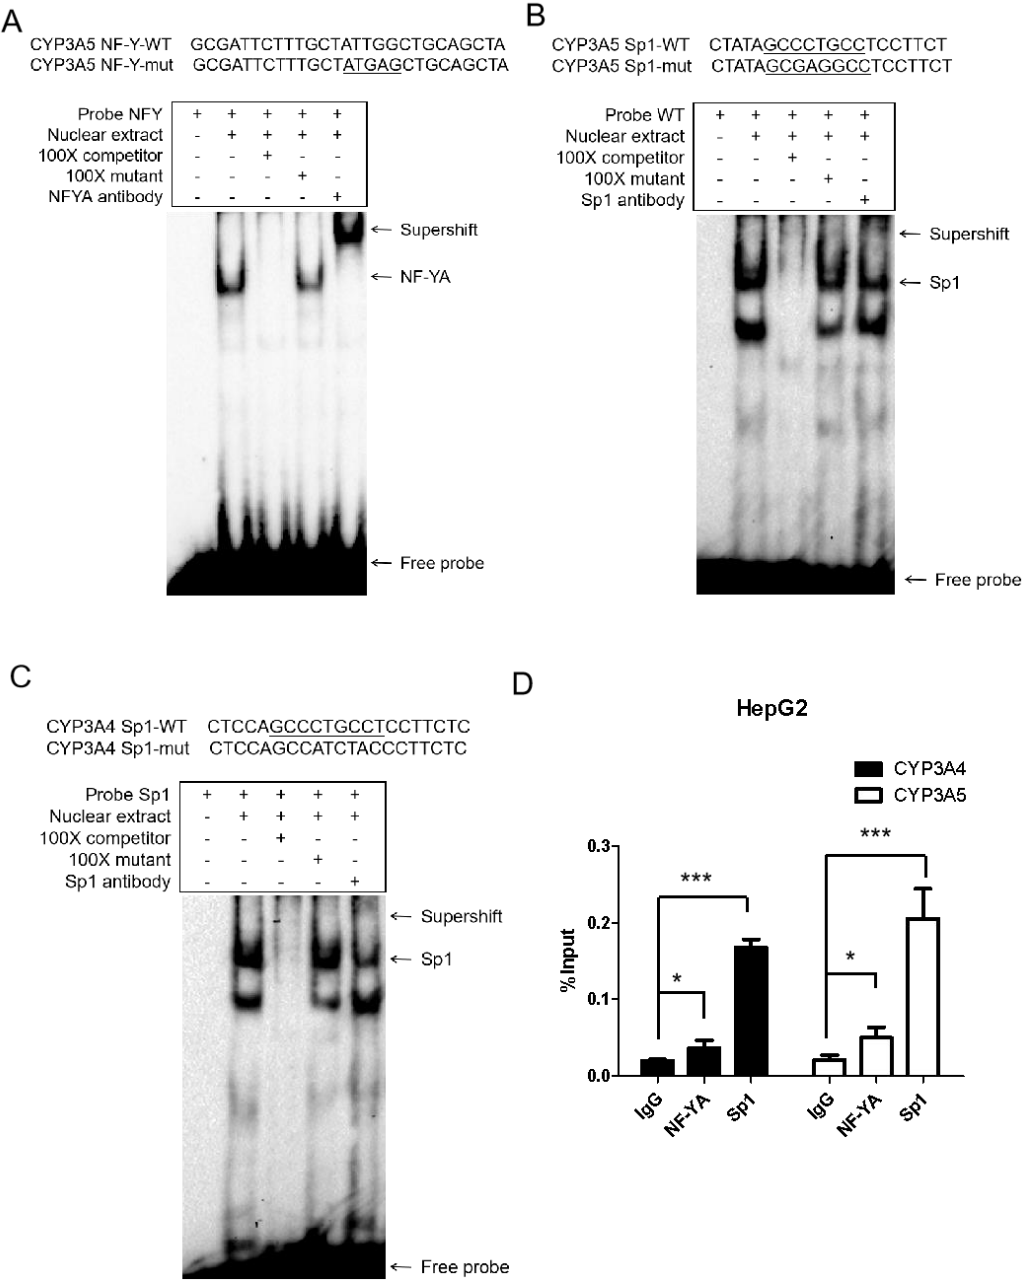 A
CYP3A5 NF-Y-WT GCGATTCTTTGCTATTGGCTGCAGCTA
CYP3A5 NF-Y-mut GCGATTCTTTGCTATGAGCTGCAGCTA
Probe NFY + + + + +
Nuclear extract - + + + +
100X competitor - - + - -
100X mutant - - - + -
NFYA antibody - - - - +
← Supershift
← NF-YA
← Free probe
B
CYP3A5 Sp1-WT CTATAGCCCTGCCTCCTTCT
CYP3A5 Sp1-mut CTATAGCGAGGCCTCCTTCT
Probe WT + + + + +
Nuclear extract - + + + +
100X competitor - - + - -
100X mutant - - - + -
Sp1 antibody - - - - +
← Supershift
← Sp1
← Free probe
C
CYP3A4 Sp1-WT CTCCAGCCCTGCCTCCTTCTC
CYP3A4 Sp1-mut CTCCAGCCATCTACCCTTCTC
Probe Sp1 + + + + +
Nuclear extract - + + + +
100X competitor - - + - -
100X mutant - - - + -
Sp1 antibody - - - - +
← Supershift
← Sp1
← Free probe
D
HepG2
CYP3A4
CYP3A5
%Input
0.3
0.2
0.1
0.0
***
*
***
*
IgG NF-YA Sp1 IgG NF-YA Sp1